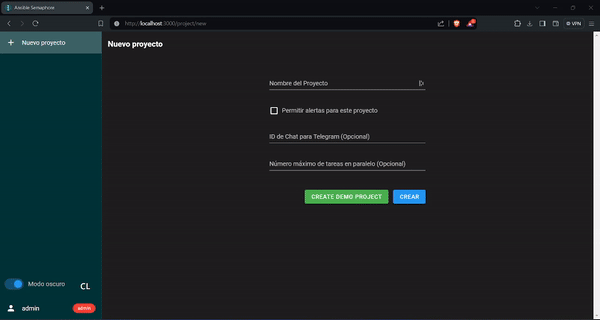 Ansible Semaphore
http://localhost:3000/project/new
VPN
Nuevo proyecto
Nuevo proyecto
Nombre del Proyecto
Permitir alertas para este proyecto
ID de Chat para Telegram (Opcional)
Número máximo de tareas en paralelo (Opcional)
CREATE DEMO PROJECT
CREAR
Modo oscuro
CL
admin
admin